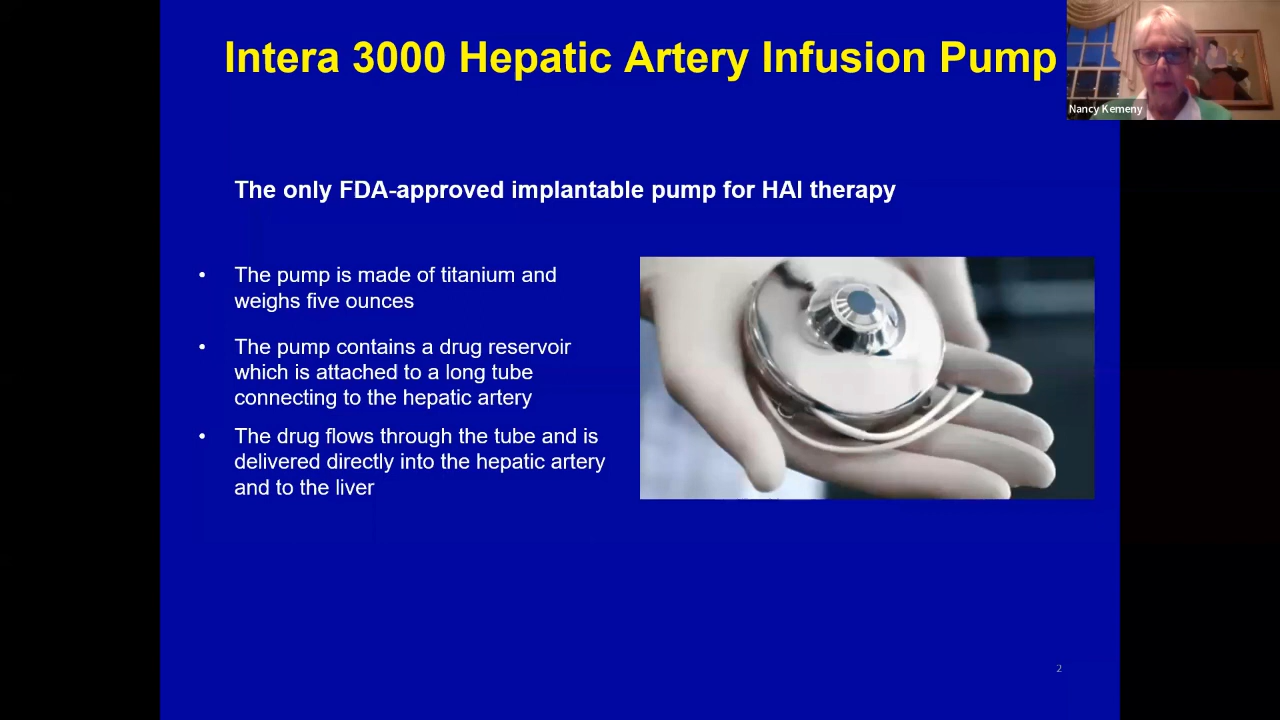 Intera 3000 Hepatic Artery Infusion Pump
Nancy Kemeny
The only FDA-approved implantable pump for HAI therapy
• The pump is made of titanium and
weighs five ounces
• The pump contains a drug reservoir
which is attached to a long tube
connecting to the hepatic artery
• The drug flows through the tube and is
delivered directly into the hepatic artery
and to the liver
2